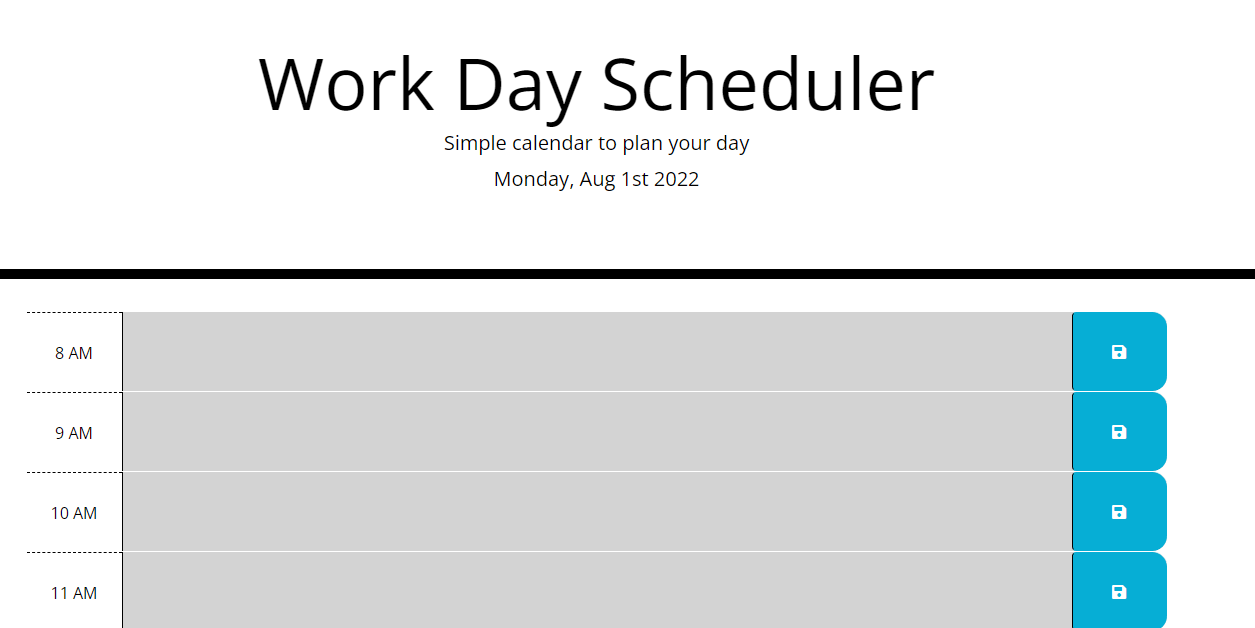 Work Day Scheduler
Simple calendar to plan your day
Monday, Aug 1st 2022
8 AM
9 AM
10 AM
11 AM